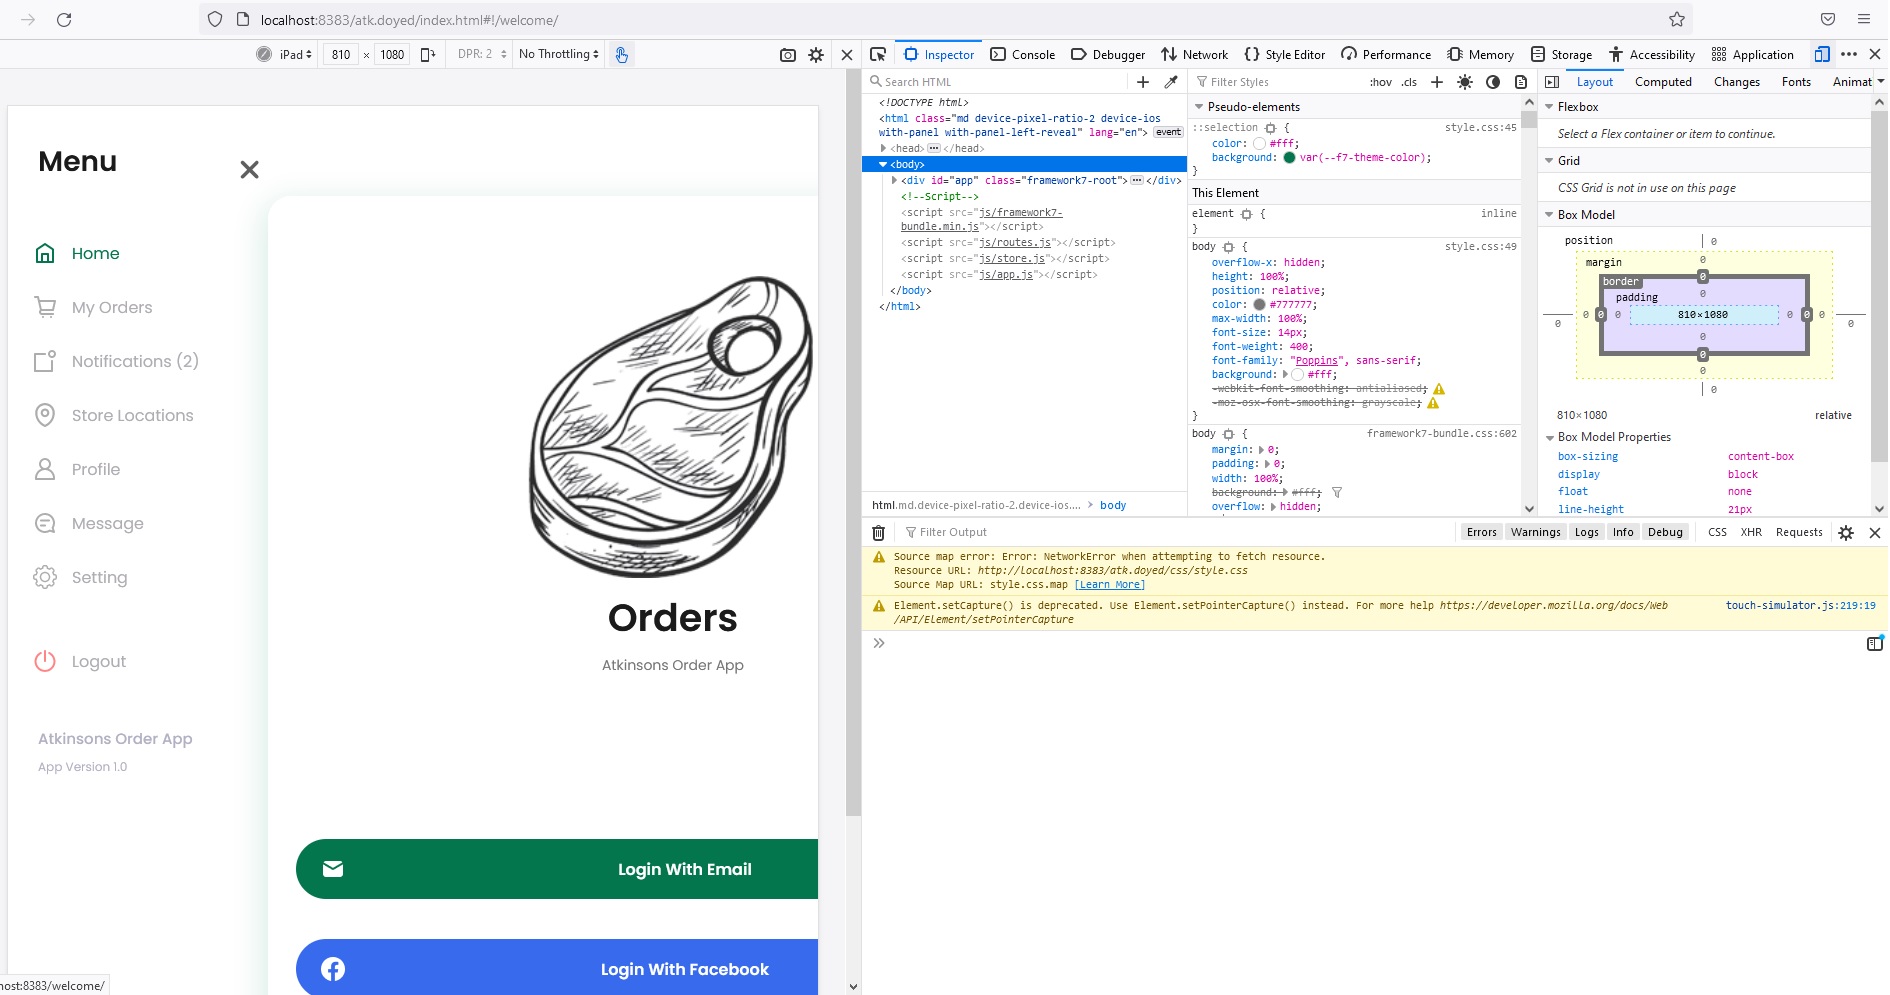 localhost:8383/atk.doyed/index.html#!/welcome/
iPad
810 × 1080
DPR: 2
No Throttling
Menu
Home
My Orders
Notifications (2)
Store Locations
Profile
Message
Setting
Logout
Atkinsons Order App
App Version 1.0
Orders
Atkinsons Order App
Login With Email
Login With Facebook
host:8383/welcome/
Inspector
Console
Debugger
Network
Style Editor
Performance
Memory
Storage
Accessibility
Application
Search HTML
<!DOCTYPE html>
<html class="md device-pixel-ratio-2 device-ios
with-panel with-panel-left-reveal" lang="en"> event
<head> ··· </head>
<body>
<div id="app" class="framework7-root"> ··· </div>
<!--Script-->
<script src="js/framework7-
bundle.min.js"></script>
<script src="js/routes.js"></script>
<script src="js/store.js"></script>
<script src="js/app.js"></script>
</body>
</html>
html.md.device-pixel-ratio-2.device-ios.... > body
Filter Styles
:hov .cls
Pseudo-elements
::selection { style.css:45
color: #fff;
background: var(--f7-theme-color);
}
This Element
element { inline
}
body { style.css:49
overflow-x: hidden;
height: 100%;
position: relative;
color: #777777;
max-width: 100%;
font-size: 14px;
font-weight: 400;
font-family: "Poppins", sans-serif;
background: #fff;
-webkit-font-smoothing: antialiased;
-moz-osx-font-smoothing: grayscale;
}
body { framework7-bundle.css:602
margin: 0;
padding: 0;
width: 100%;
background: #fff;
overflow: hidden;
Layout
Computed
Changes
Fonts
Animat
Flexbox
Select a Flex container or item to continue.
Grid
CSS Grid is not in use on this page
Box Model
position 0
margin 0
border 0
padding 0
0 0 0 0 810×1080 0 0 0 0
0
0
0
0
810×1080 relative
Box Model Properties
box-sizing content-box
display block
float none
line-height 21px
Filter Output
Errors
Warnings
Logs
Info
Debug
CSS
XHR
Requests
Source map error: Error: NetworkError when attempting to fetch resource.
Resource URL: http://localhost:8383/atk.doyed/css/style.css
Source Map URL: style.css.map [Learn More]
Element.setCapture() is deprecated. Use Element.setPointerCapture() instead. For more help https://developer.mozilla.org/docs/Web touch-simulator.js:219:19
/API/Element/setPointerCapture